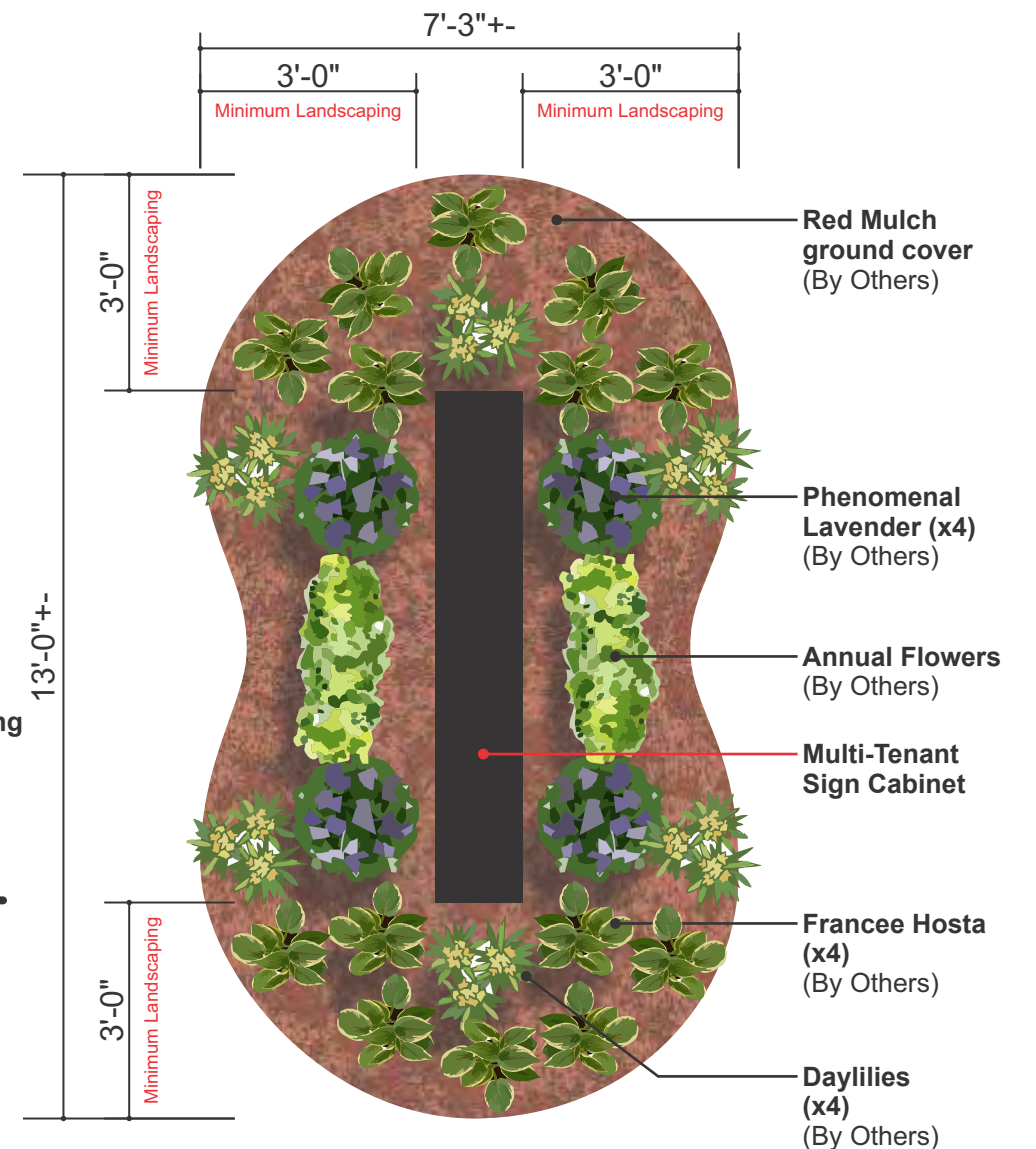 7'-3"+-
3'-0"
3'-0"
Minimum Landscaping
Minimum Landscaping
3'-0"
Minimum Landscaping
13'-0"+-
ng
3'-0"
Minimum Landscaping
Red Mulch
ground cover
(By Others)
Phenomenal
Lavender (x4)
(By Others)
Annual Flowers
(By Others)
Multi-Tenant
Sign Cabinet
Francee Hosta
(x4)
(By Others)
Daylilies
(x4)
(By Others)